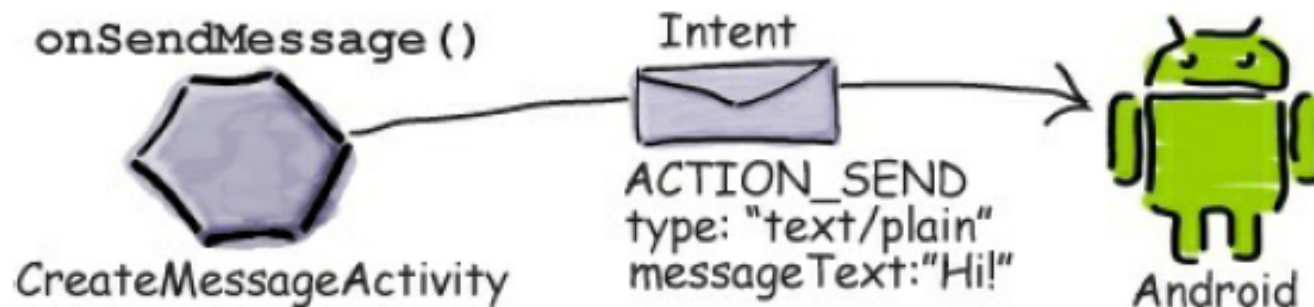 onSendMessage()
Intent
ACTION_SEND
type: “text/plain”
messageText:”Hi!”
CreateMessageActivity
Android